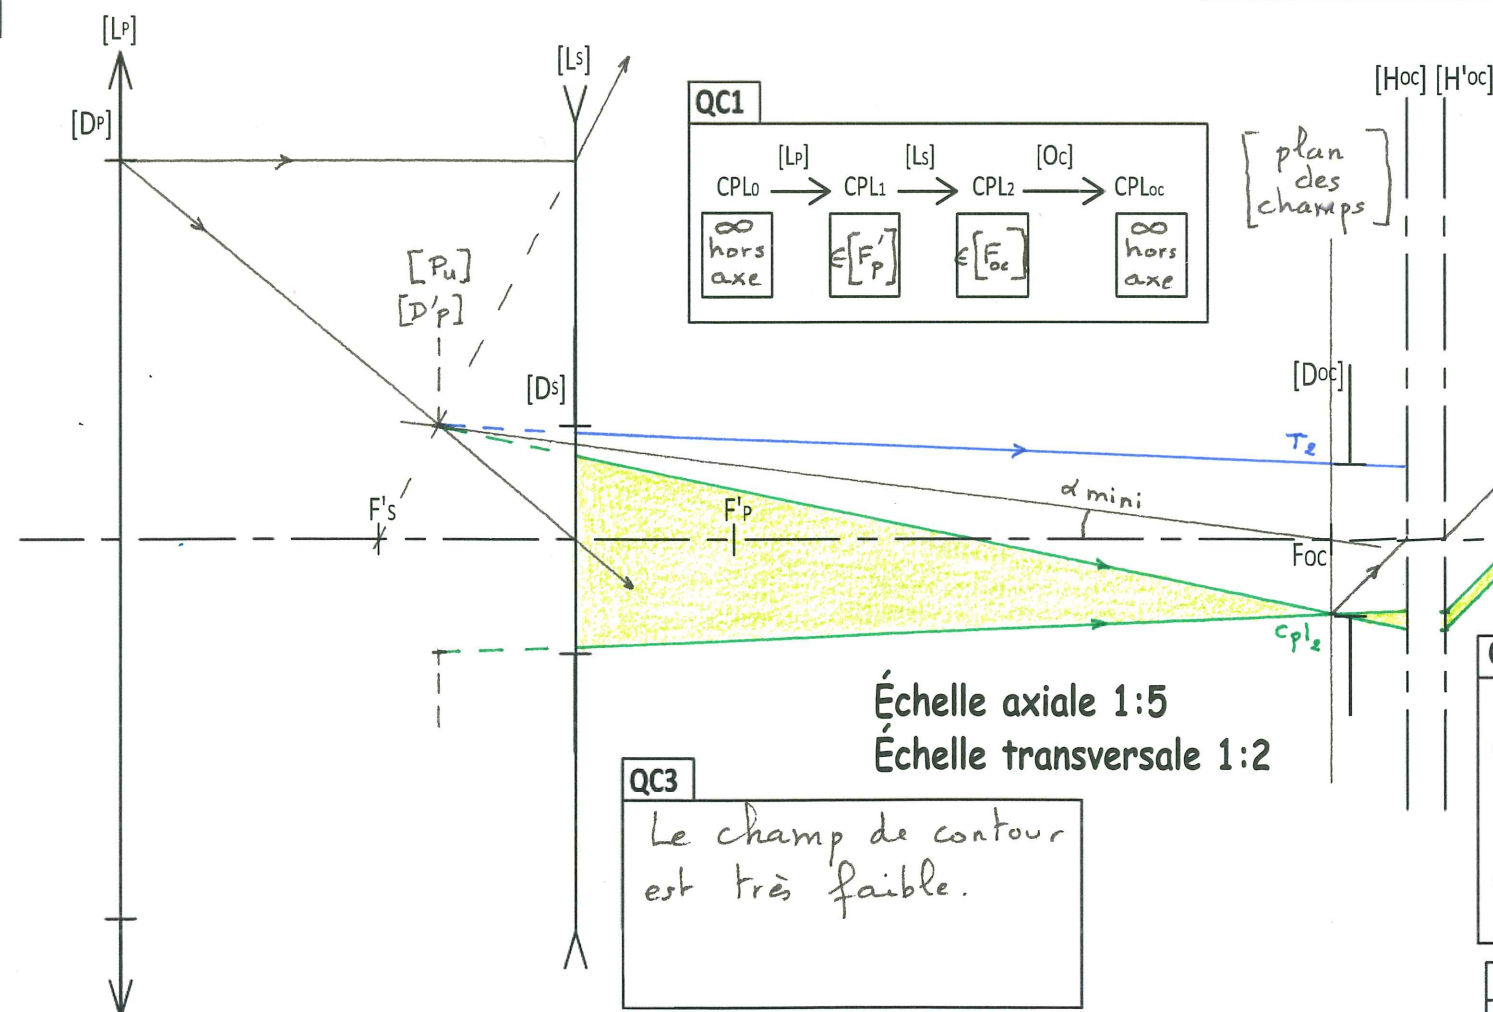 [LP]
[LS]
[HOC] [H'OC]
QC1
[DP]
[LP] [LS] [OC]
CPL0 CPL1 CPL2 CPLoc
∞ hors axe
∈[F'p]
∈[Foc]
∞ hors axe
[plan
des
champs]
[Pu]
[D'p]
[DS]
[DOC]
T2
α mini
F'S
F'P
FOC
Cpl2
Échelle axiale 1:5
Échelle transversale 1:2
QC3
Le champ de contour
est très faible.